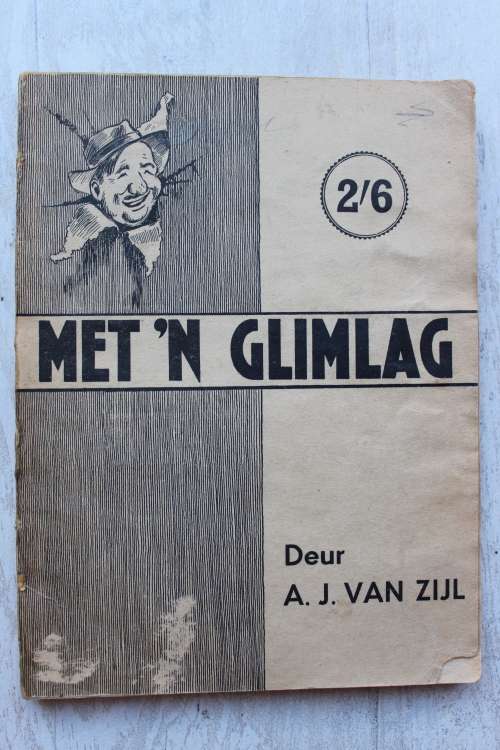 2/6
MET 'N GLIMLAG
Deur
A. J. VAN ZIJL